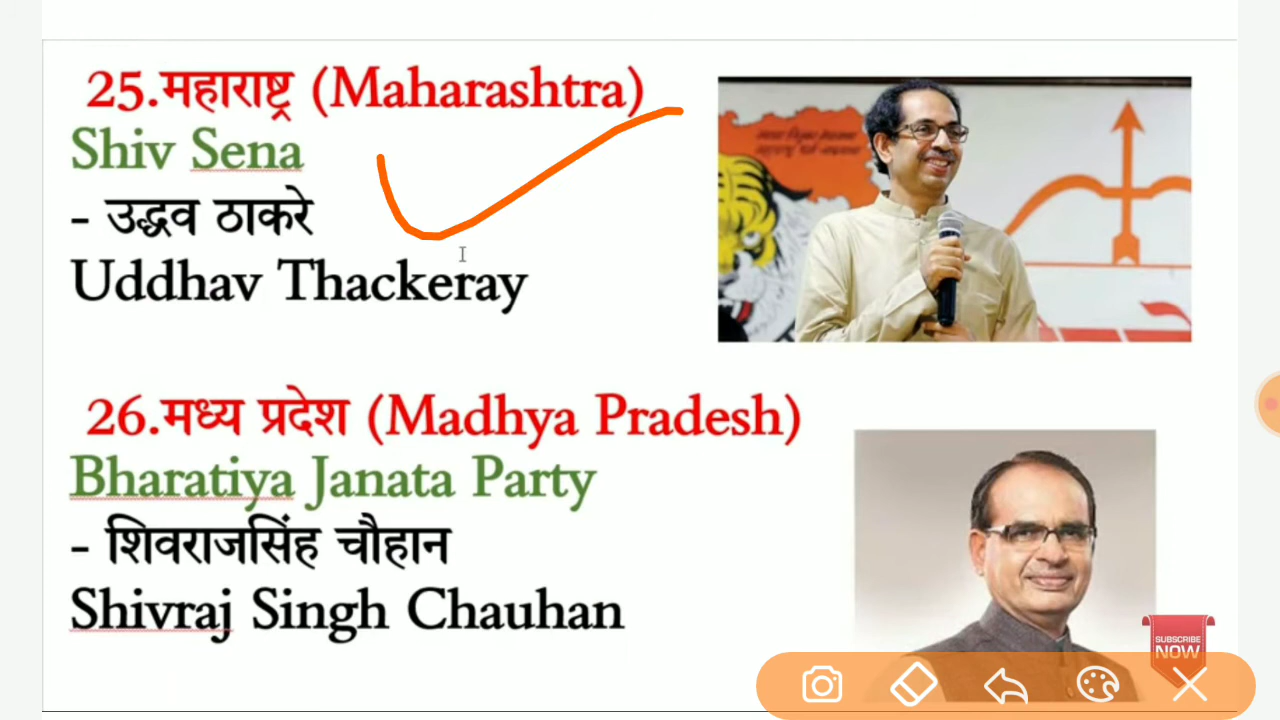 25.महाराष्ट्र (Maharashtra)
Shiv Sena
- उद्धव ठाकरे
Uddhav Thackeray
26.मध्य प्रदेश (Madhya Pradesh)
Bharatiya Janata Party
- शिवराजसिंह चौहान
Shivraj Singh Chauhan
SUBSCRIBE
NOW